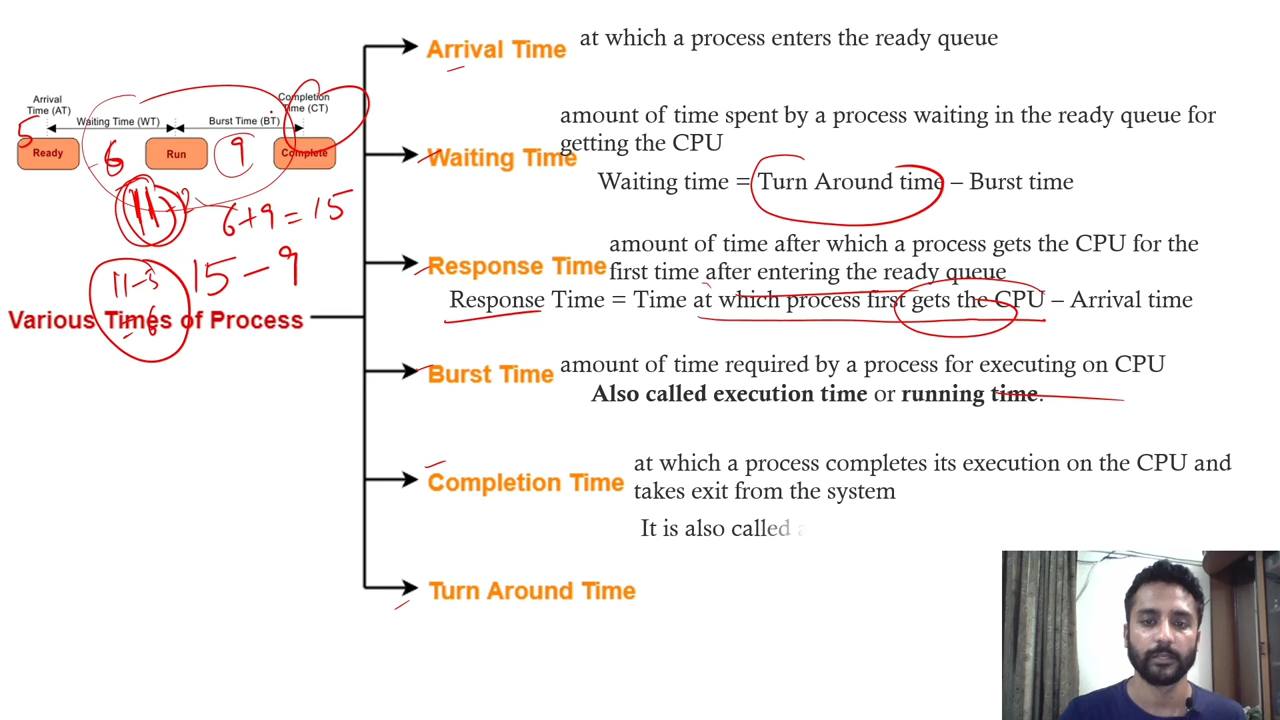 Arrival Time at which a process enters the ready queue
Arrival
Time (AT)
Completion
Time (CT)
Waiting Time (WT)
Burst Time (BT)
5
Ready
6
Run
9
Complete
11
6+9=15
15-9
11-5
=6
Various Times of Process
amount of time spent by a process waiting in the ready queue for
Waiting Time getting the CPU
Waiting time = Turn Around time – Burst time
amount of time after which a process gets the CPU for the
Response Time first time after entering the ready queue
Response Time = Time at which process first gets the CPU – Arrival time
Burst Time amount of time required by a process for executing on CPU
Also called execution time or running time.
at which a process completes its execution on the CPU and
Completion Time takes exit from the system
It is also called
Turn Around Time